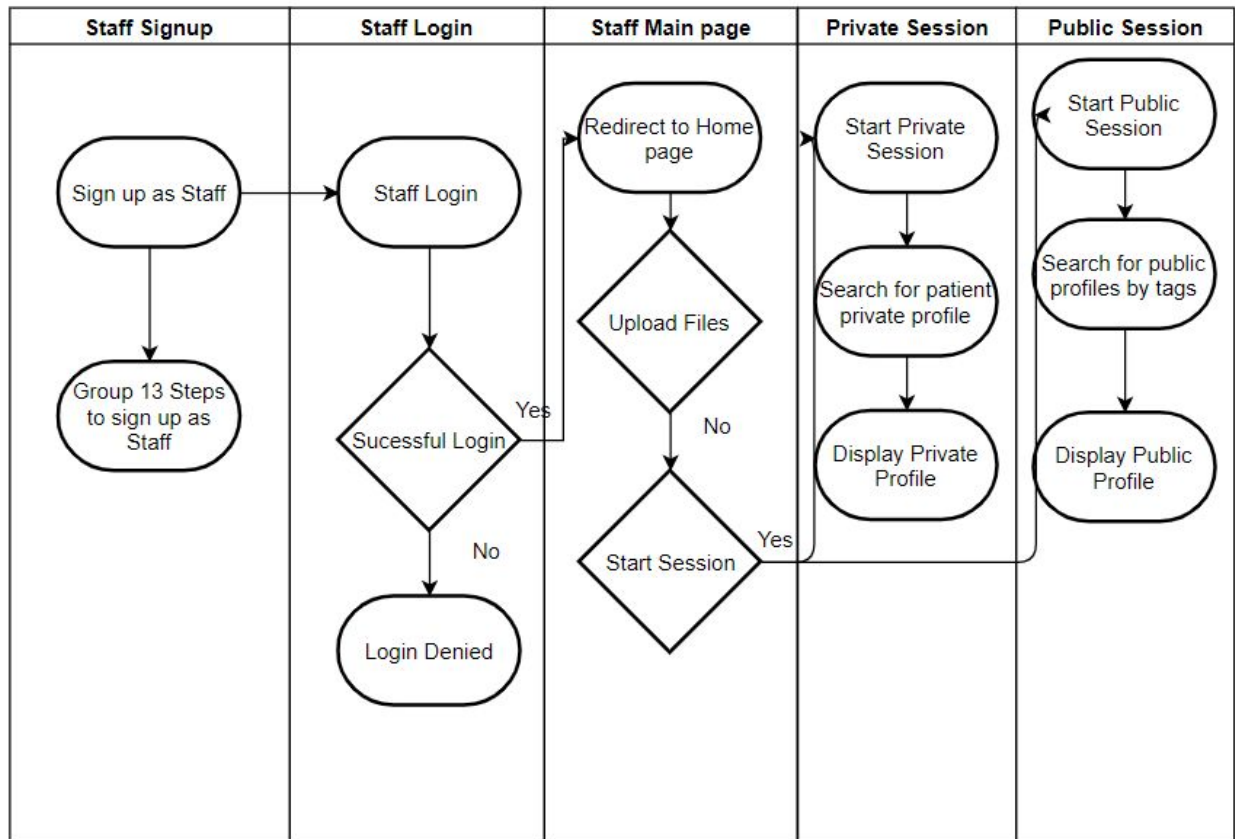 Staff Signup
Staff Login
Staff Main page
Private Session
Public Session
Sign up as Staff
Group 13 Steps
to sign up as
Staff
Staff Login
Sucessful Login
Yes
No
Login Denied
Redirect to Home
page
Upload Files
No
Start Session
Yes
Start Private
Session
Search for patient
private profile
Display Private
Profile
Start Public
Session
Search for public
profiles by tags
Display Public
Profile